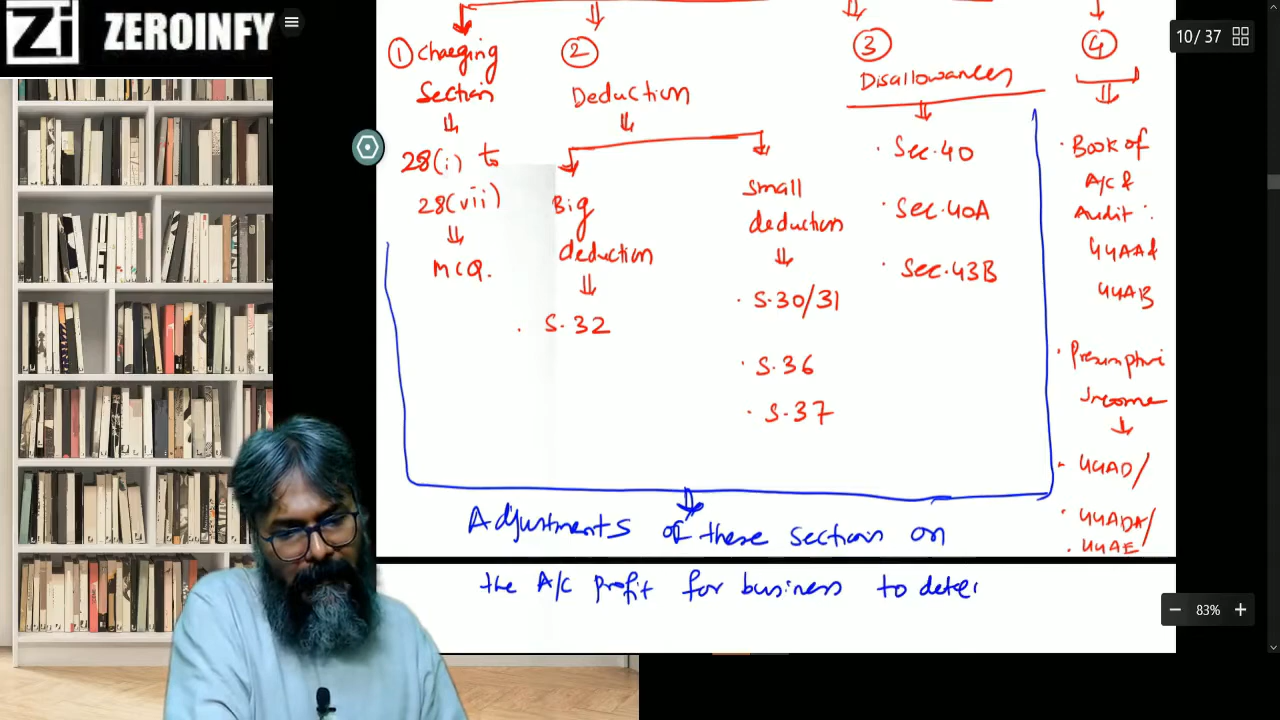 Zi ZEROINFY
10 / 37
① Charging
Section
28(i) to
28(vii)
MCQ.
②
Deduction
Big
deduction
. S. 32
Small
deduction
. S.30/31
. S.36
. S.37
③
Disallowances
. Sec.40
. Sec.40A
. Sec.43B
④
. Book of
A/c &
Audit :
44AA &
44AB
. Presumptive
Income
. 44AD/
. 44ADA/
. 44AE
Adjustments of these sections on
the A/c profit for business to deter
83%